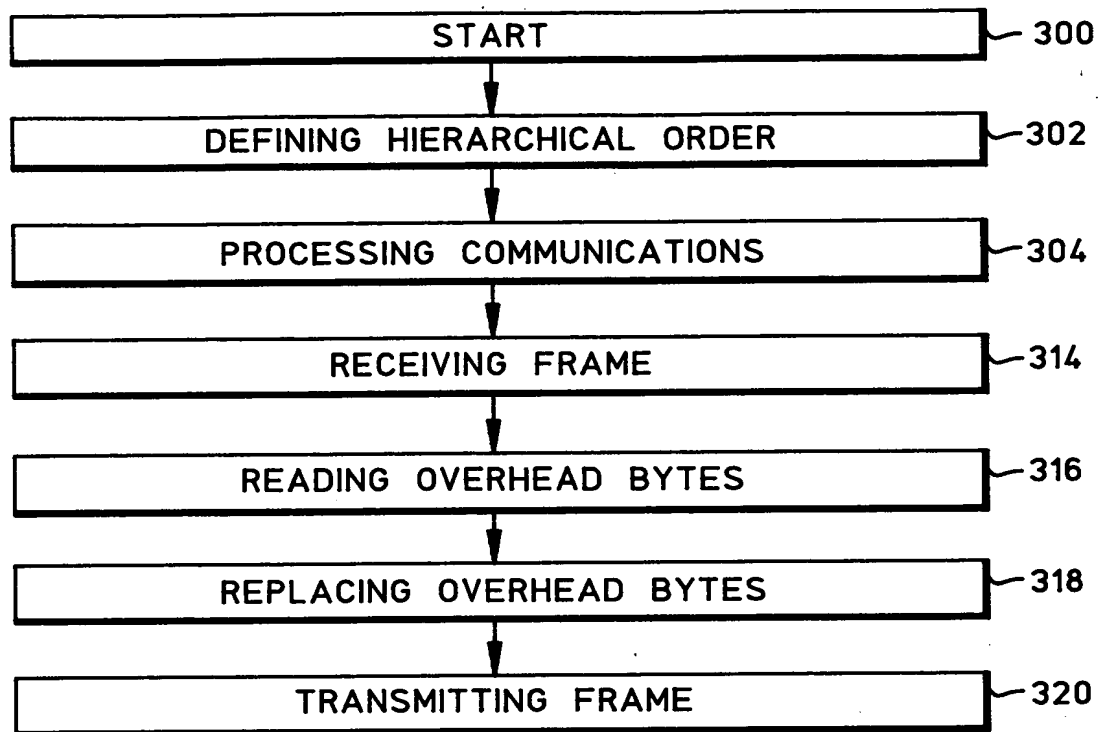 START 300
DEFINING HIERARCHICAL ORDER 302
PROCESSING COMMUNICATIONS 304
RECEIVING FRAME 314
READING OVERHEAD BYTES 316
REPLACING OVERHEAD BYTES 318
TRANSMITTING FRAME 320